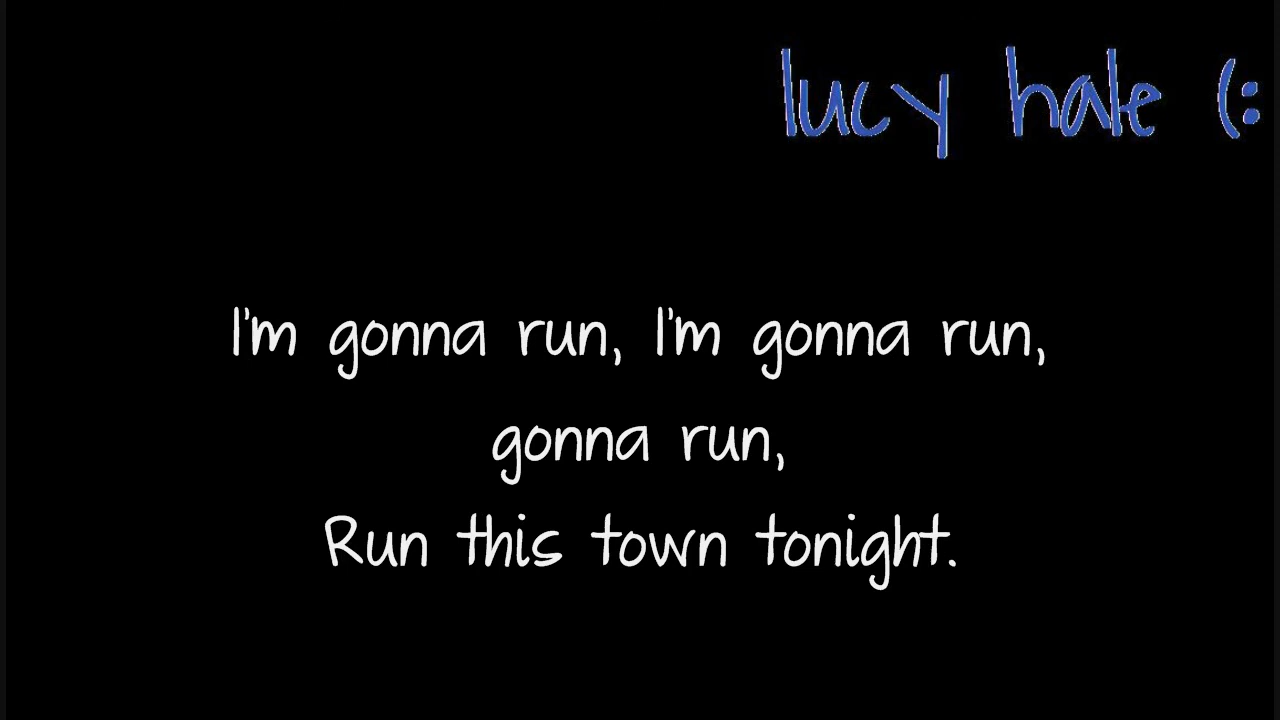 lucy hale (:
I'm gonna run, I'm gonna run,
gonna run,
Run this town tonight.